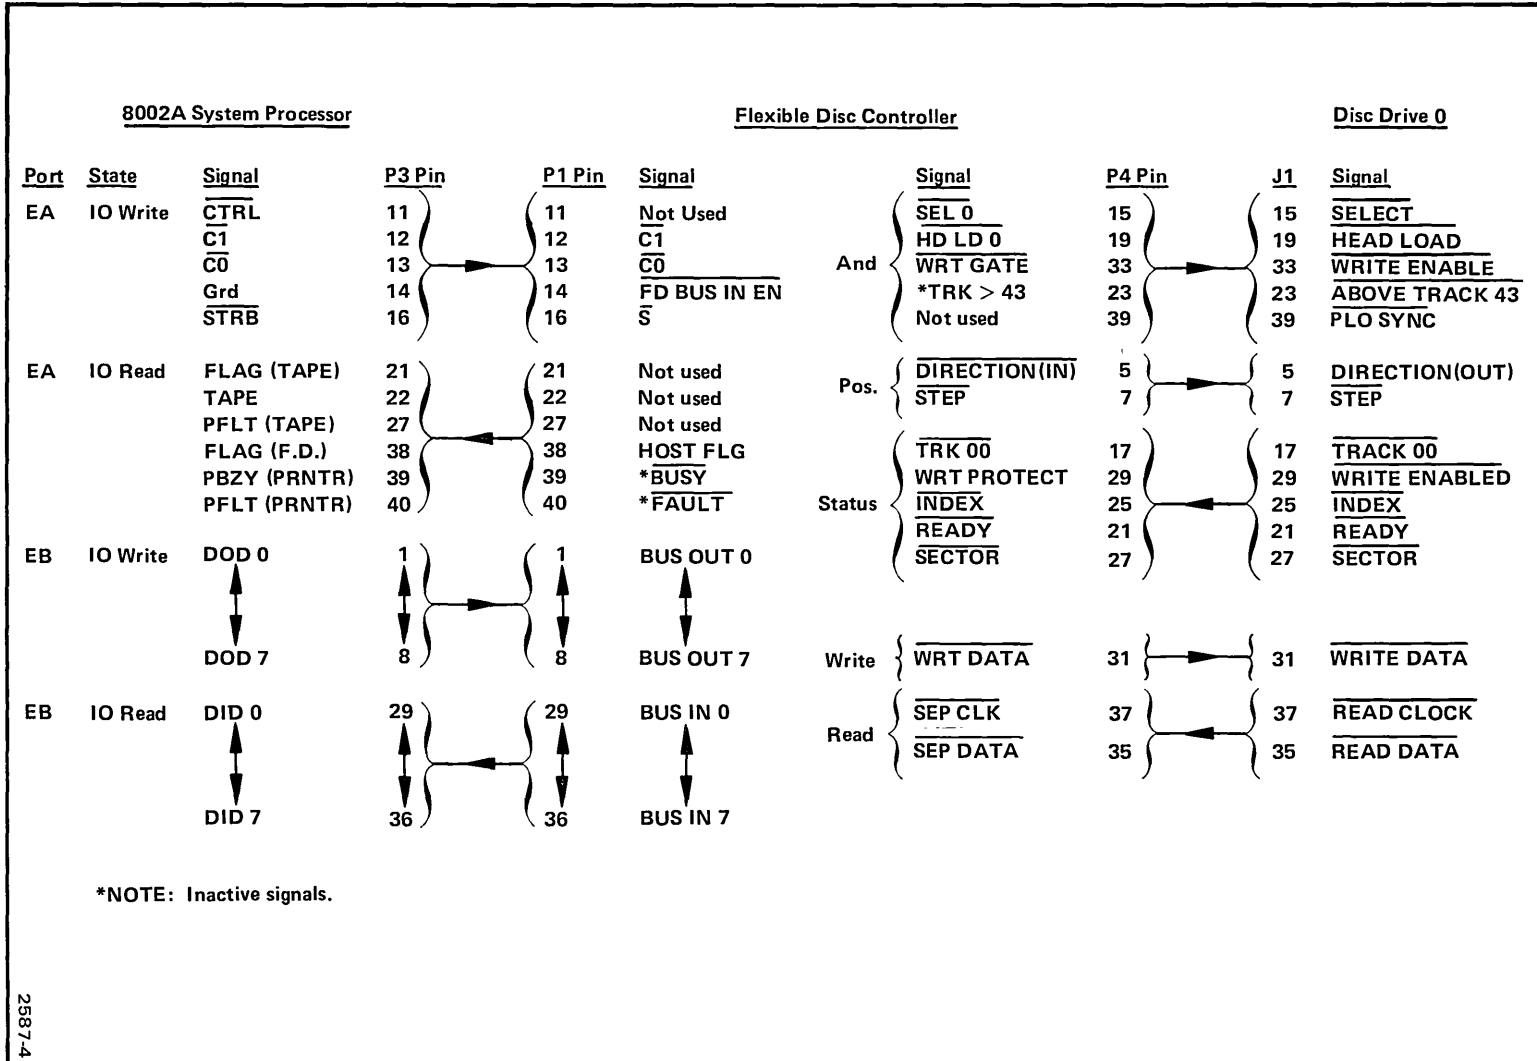 8002A System Processor Flexible Disc Controller Disc Drive 0
Port State Signal P3 Pin P1 Pin Signal Signal P4 Pin J1 Signal
EA IO Write CTRL 11 11 Not Used SEL 0 15 15 SELECT
C1 12 12 C1 HD LD 0 19 19 HEAD LOAD
C0 13 13 C0 And WRT GATE 33 33 WRITE ENABLE
Grd 14 14 FD BUS IN EN *TRK > 43 23 23 ABOVE TRACK 43
STRB 16 16 S Not used 39 39 PLO SYNC
EA IO Read FLAG (TAPE) 21 21 Not used DIRECTION(IN) 5 5 DIRECTION(OUT)
TAPE 22 22 Not used Pos. STEP 7 7 STEP
PFLT (TAPE) 27 27 Not used
FLAG (F.D.) 38 38 HOST FLG TRK 00 17 17 TRACK 00
PBZY (PRNTR) 39 39 *BUSY WRT PROTECT 29 29 WRITE ENABLED
PFLT (PRNTR) 40 40 *FAULT Status INDEX 25 25 INDEX
READY 21 21 READY
EB IO Write DOD 0 1 1 BUS OUT 0 SECTOR 27 27 SECTOR
DOD 7 8 8 BUS OUT 7 Write WRT DATA 31 31 WRITE DATA
EB IO Read DID 0 29 29 BUS IN 0 SEP CLK 37 37 READ CLOCK
Read SEP DATA 35 35 READ DATA
DID 7 36 36 BUS IN 7
*NOTE: Inactive signals.
2587-4